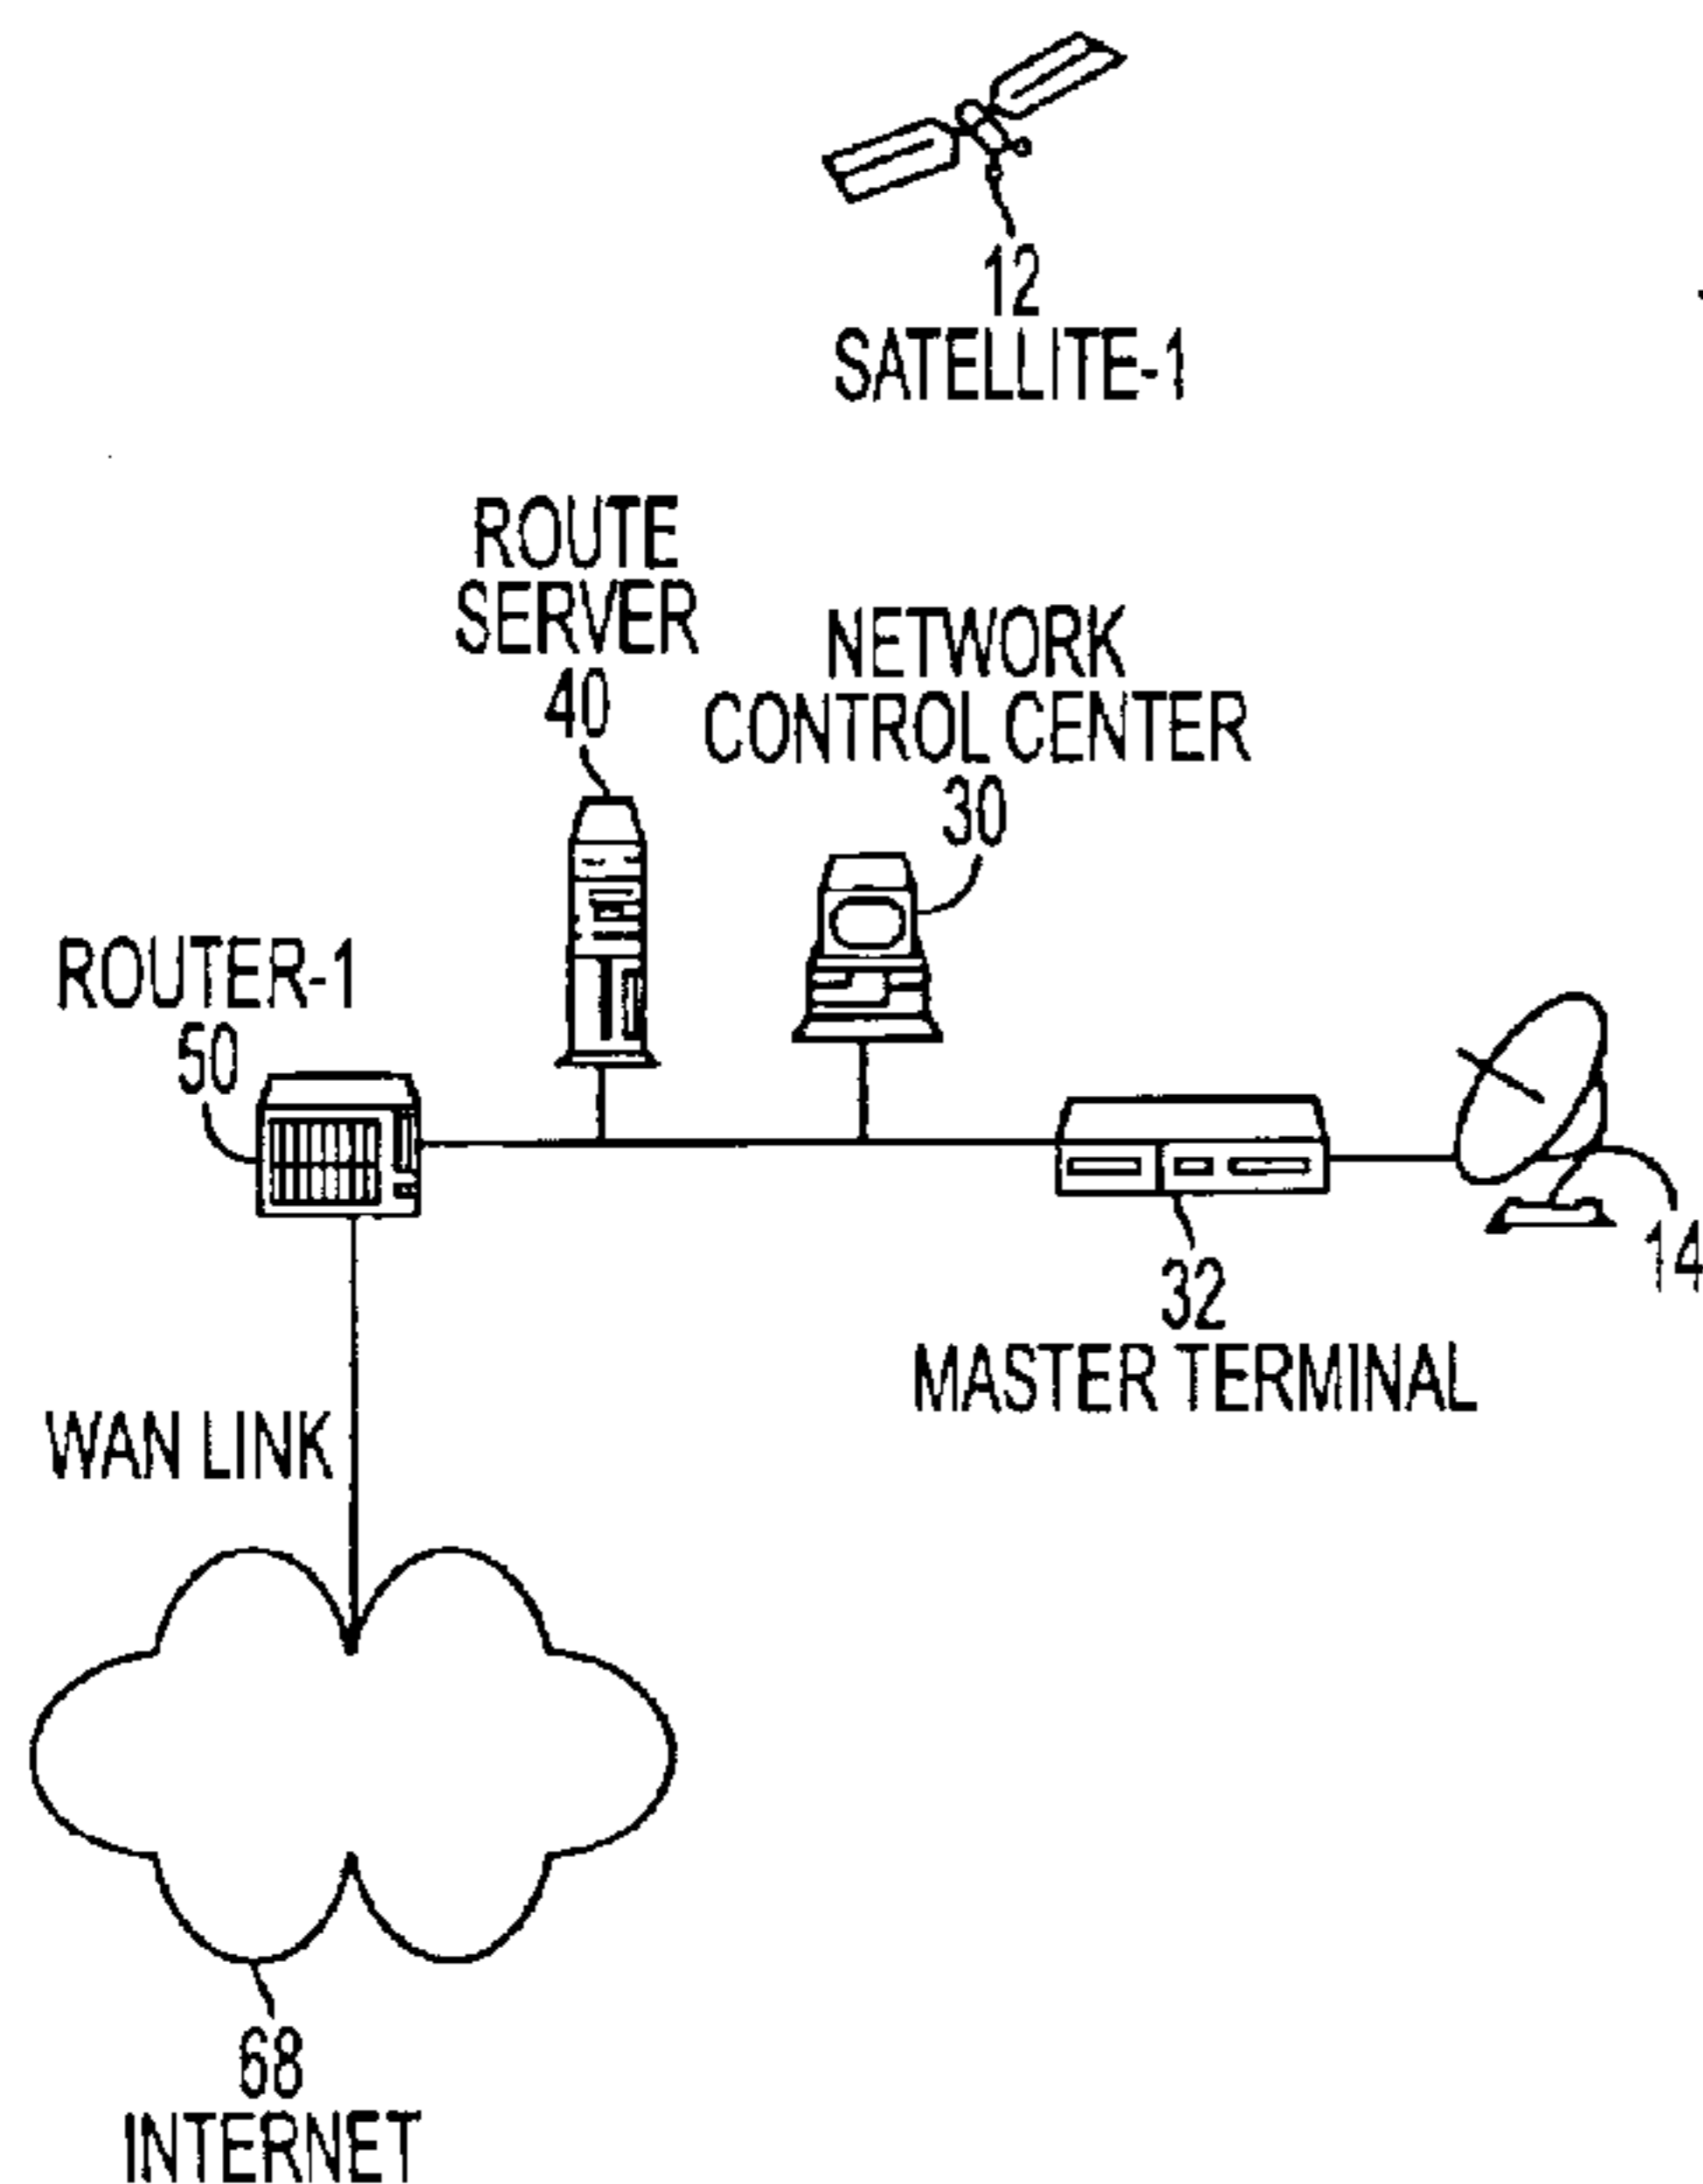 12
SATELLITE-1
ROUTE
SERVER
40
NETWORK
CONTROL CENTER
30
ROUTER-1
50
14
32
MASTER TERMINAL
WAN LINK
68
INTERNET